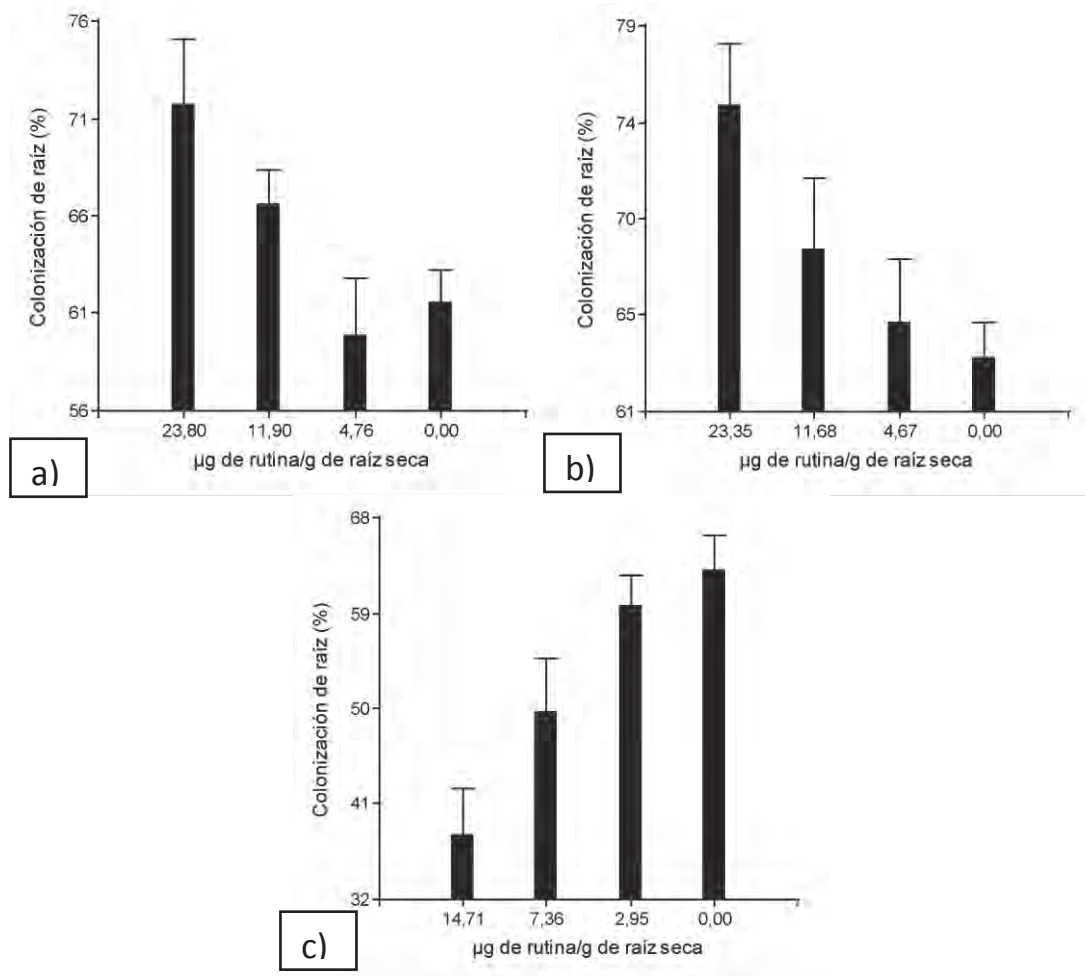 76
71
66
61
56
Colonización de raíz (%)
23,80 11,90 4,76 0,00
µg de rutina/g de raíz seca
a)
79
74
70
65
61
Colonización de raíz (%)
23,35 11,68 4,67 0,00
µg de rutina/g de raíz seca
b)
68
59
50
41
32
Colonización de raíz (%)
14,71 7,36 2,95 0,00
µg de rutina/g de raíz seca
c)